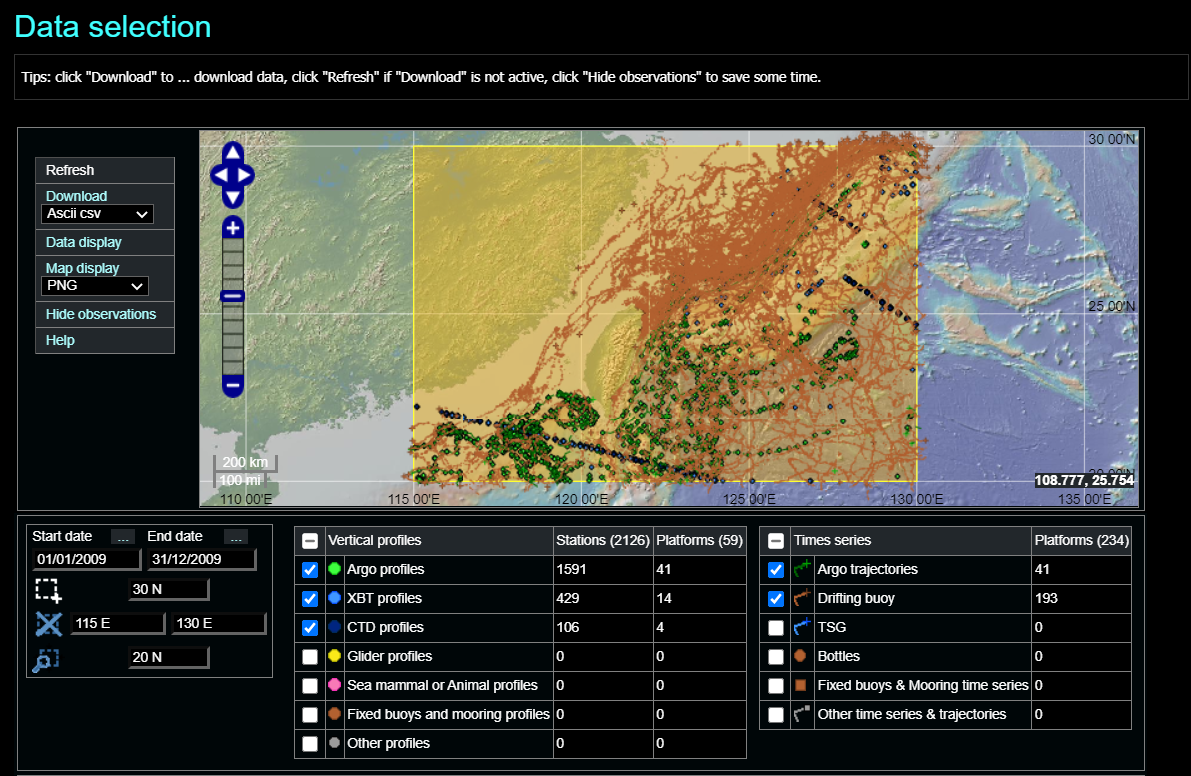 Data selection
Tips: click "Download" to ... download data, click "Refresh" if "Download" is not active, click "Hide observations" to save some time.
Refresh
Download
Ascii csv
Data display
Map display
PNG
Hide observations
Help
30 00'N
25 00'N
200 km
100 mi
108.777, 25.754
110 00'E
115 00'E
120 00'E
125 00'E
130 00'E
135 00'E
Start date ... End date ...
01/01/2009 31/12/2009
30 N
115 E 130 E
20 N
Vertical profiles Stations (2126) Platforms (59)
Argo profiles 1591 41
XBT profiles 429 14
CTD profiles 106 4
Glider profiles 0 0
Sea mammal or Animal profiles 0 0
Fixed buoys and mooring profiles 0 0
Other profiles 0 0
Times series Platforms (234)
Argo trajectories 41
Drifting buoy 193
TSG 0
Bottles 0
Fixed buoys & Mooring time series 0
Other time series & trajectories 0